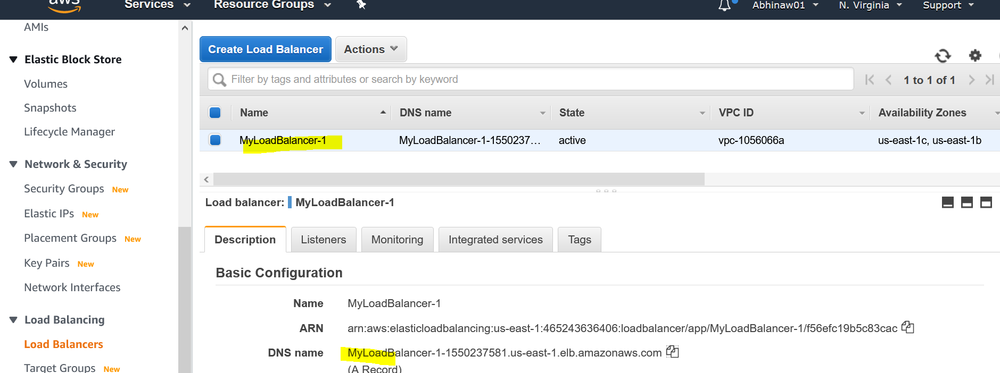 aws
Services
Resource Groups
Abhinaw01
N. Virginia
Support
AMIs
Elastic Block Store
Volumes
Snapshots
Lifecycle Manager
Network & Security
Security Groups New
Elastic IPs New
Placement Groups New
Key Pairs New
Network Interfaces
Load Balancing
Load Balancers
Target Groups New
Create Load Balancer
Actions
Filter by tags and attributes or search by keyword
1 to 1 of 1
Name DNS name State VPC ID Availability Zones
MyLoadBalancer-1 MyLoadBalancer-1-1550237... active vpc-1056066a us-east-1c, us-east-1b
Load balancer: MyLoadBalancer-1
Description Listeners Monitoring Integrated services Tags
Basic Configuration
Name MyLoadBalancer-1
ARN arn:aws:elasticloadbalancing:us-east-1:465243636406:loadbalancer/app/MyLoadBalancer-1/f56efc19b5c83cac
DNS name MyLoadBalancer-1-1550237581.us-east-1.elb.amazonaws.com
(A Record)